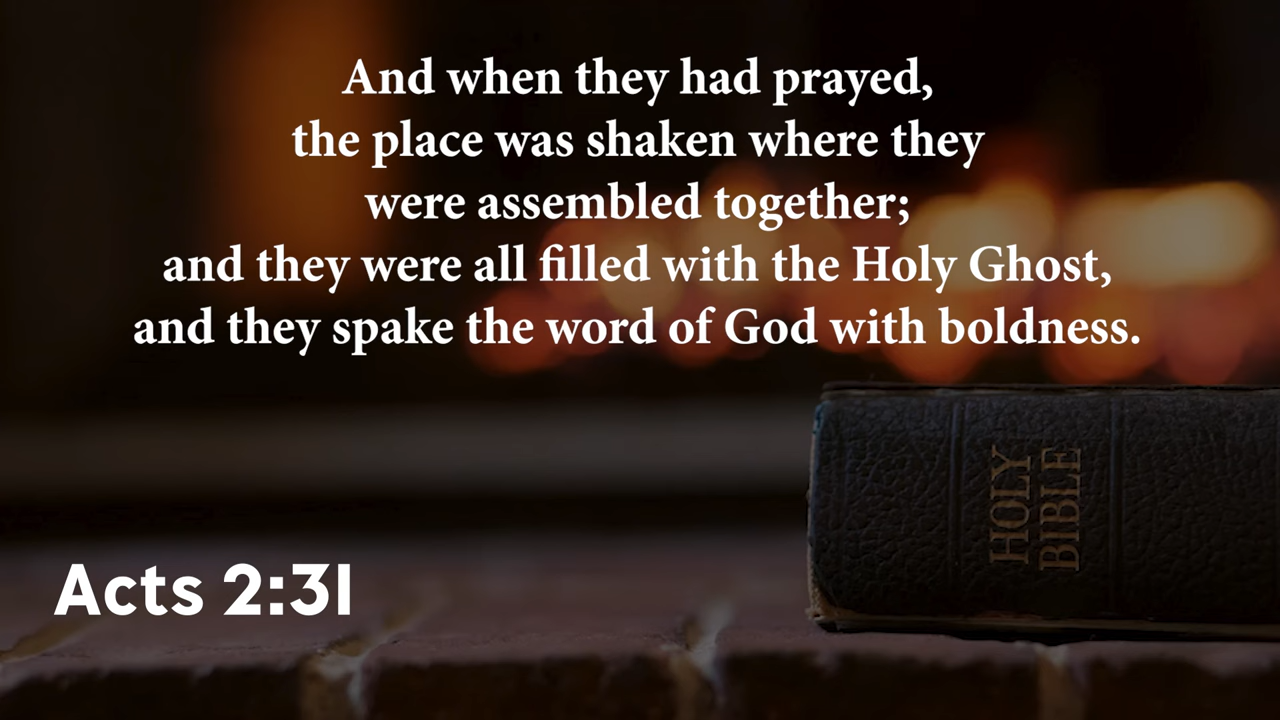 And when they had prayed,
the place was shaken where they
were assembled together;
and they were all filled with the Holy Ghost,
and they spake the word of God with boldness.
HOLY
BIBLE
Acts 2:31